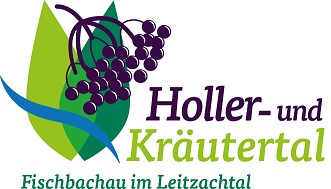 Holler- und
Kräutertal
Fischbachau im Leitzachtal